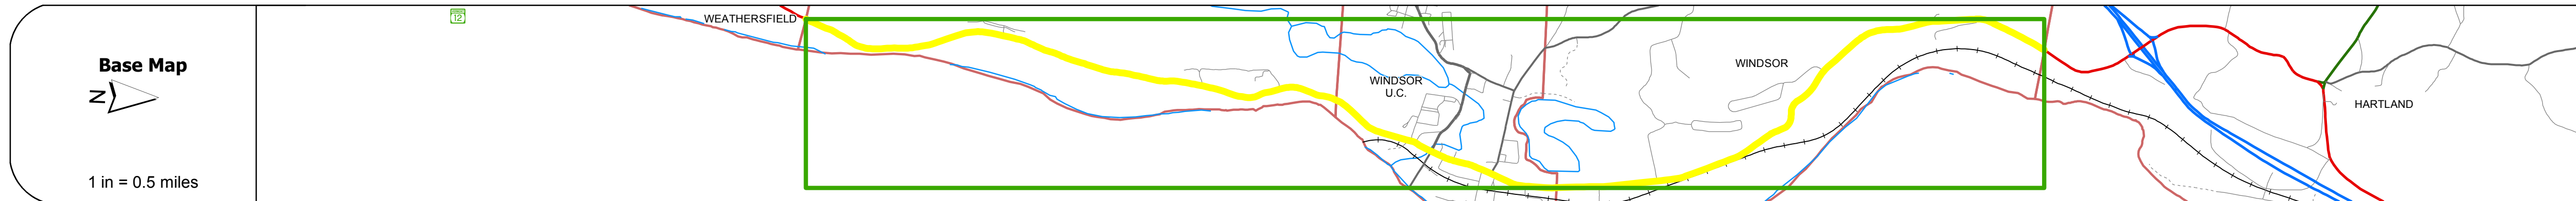 Base Map
N
1 in = 0.5 miles
12
WEATHERSFIELD
WINDSOR
U.C.
WINDSOR
HARTLAND